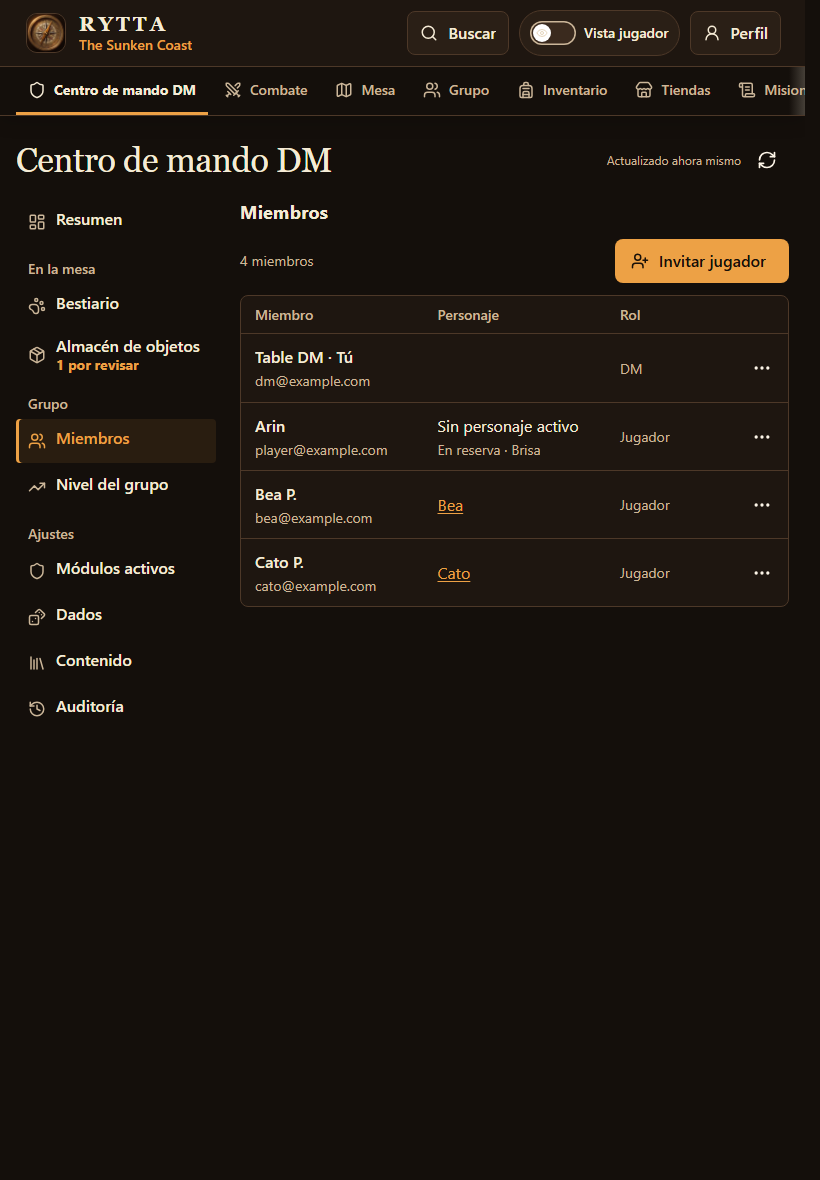 RYTTA
The Sunken Coast
Buscar
Vista jugador
Perfil
Centro de mando DM
Combate
Mesa
Grupo
Inventario
Tiendas
Mision
Centro de mando DM
Actualizado ahora mismo
Resumen
En la mesa
Bestiario
Almacén de objetos
1 por revisar
Grupo
Miembros
Nivel del grupo
Ajustes
Módulos activos
Dados
Contenido
Auditoría
Miembros
4 miembros
Invitar jugador
Miembro Personaje Rol
Table DM · Tú
dm@example.com
DM
Arin
player@example.com
Sin personaje activo
En reserva · Brisa
Jugador
Bea P.
bea@example.com
Bea
Jugador
Cato P.
cato@example.com
Cato
Jugador